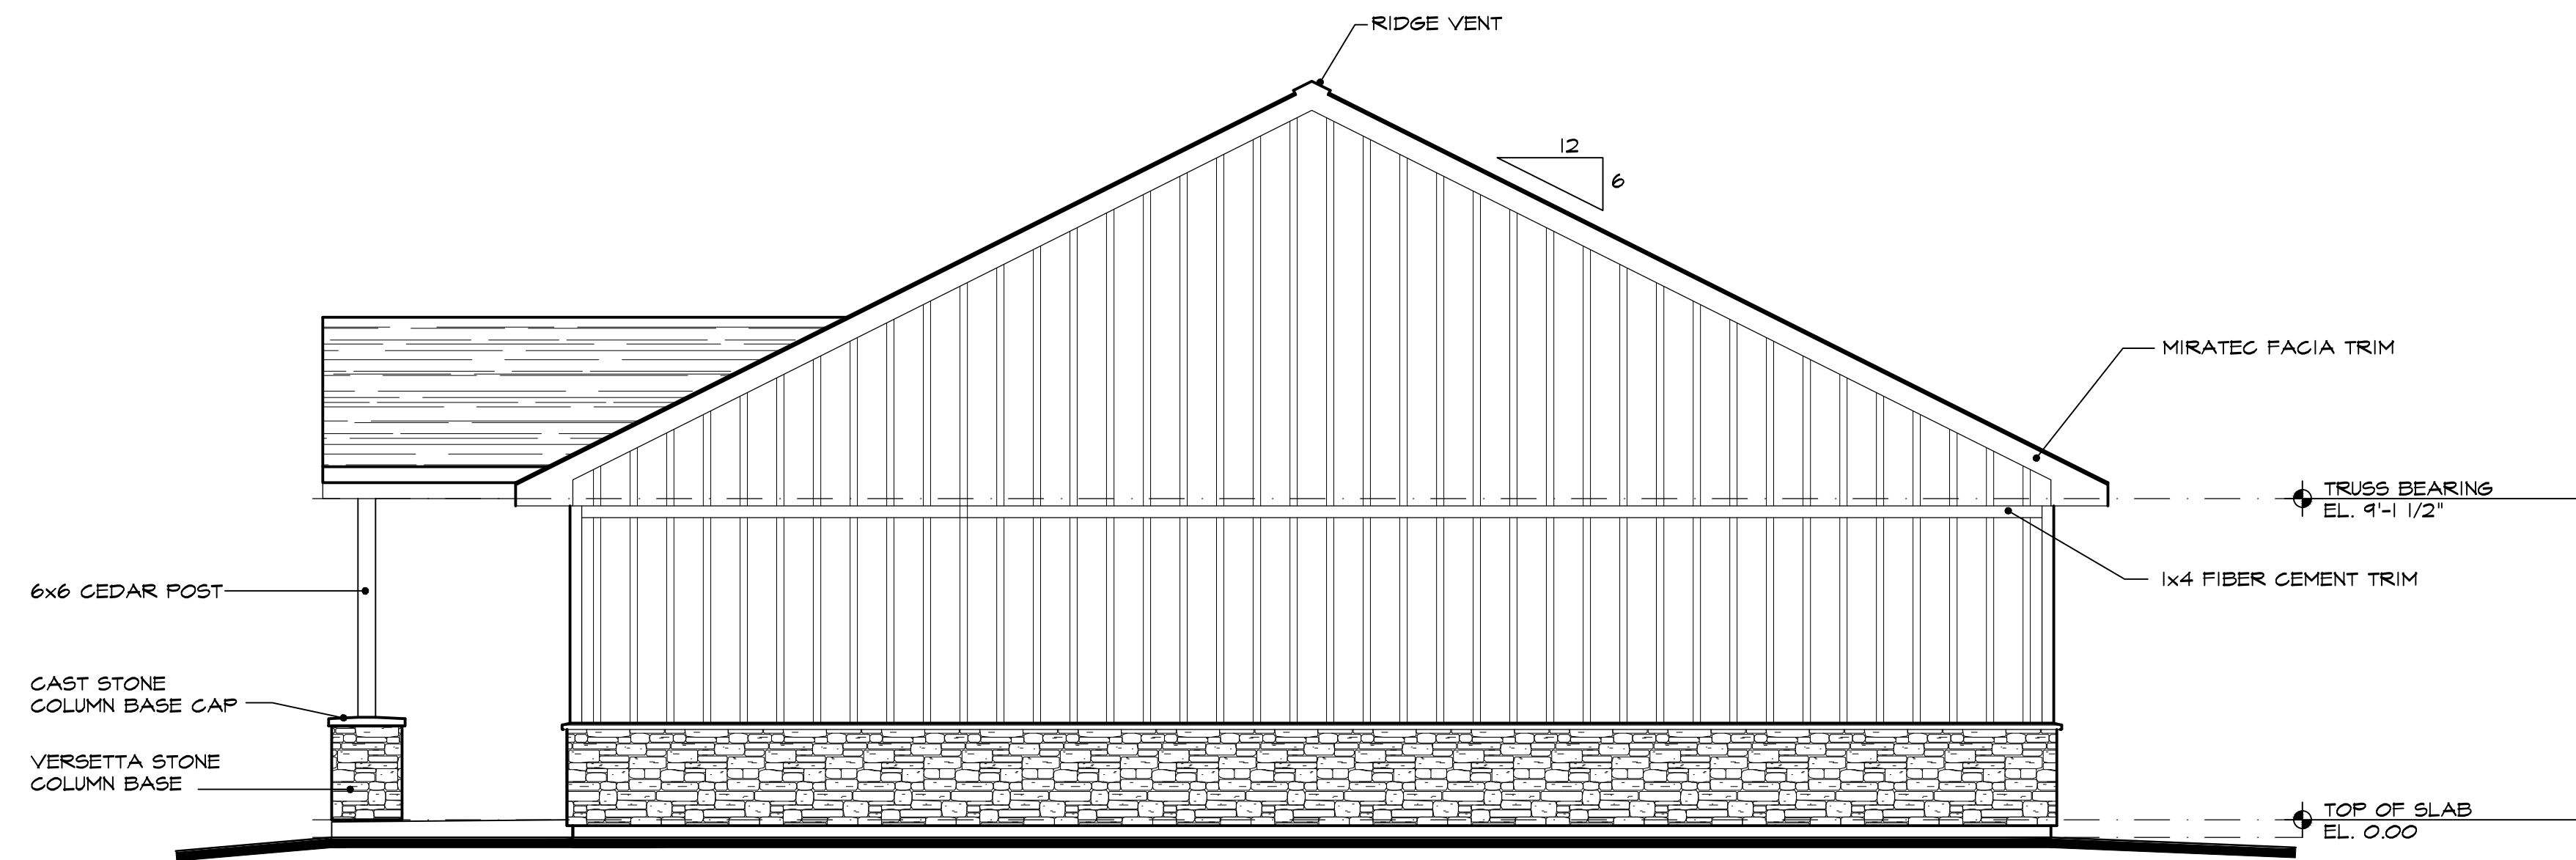 RIDGE VENT
12
6
MIRATEC FACIA TRIM
TRUSS BEARING
EL. 9'-1 1/2"
1x4 FIBER CEMENT TRIM
6x6 CEDAR POST
CAST STONE
COLUMN BASE CAP
VERSETTA STONE
COLUMN BASE
TOP OF SLAB
EL. 0.00